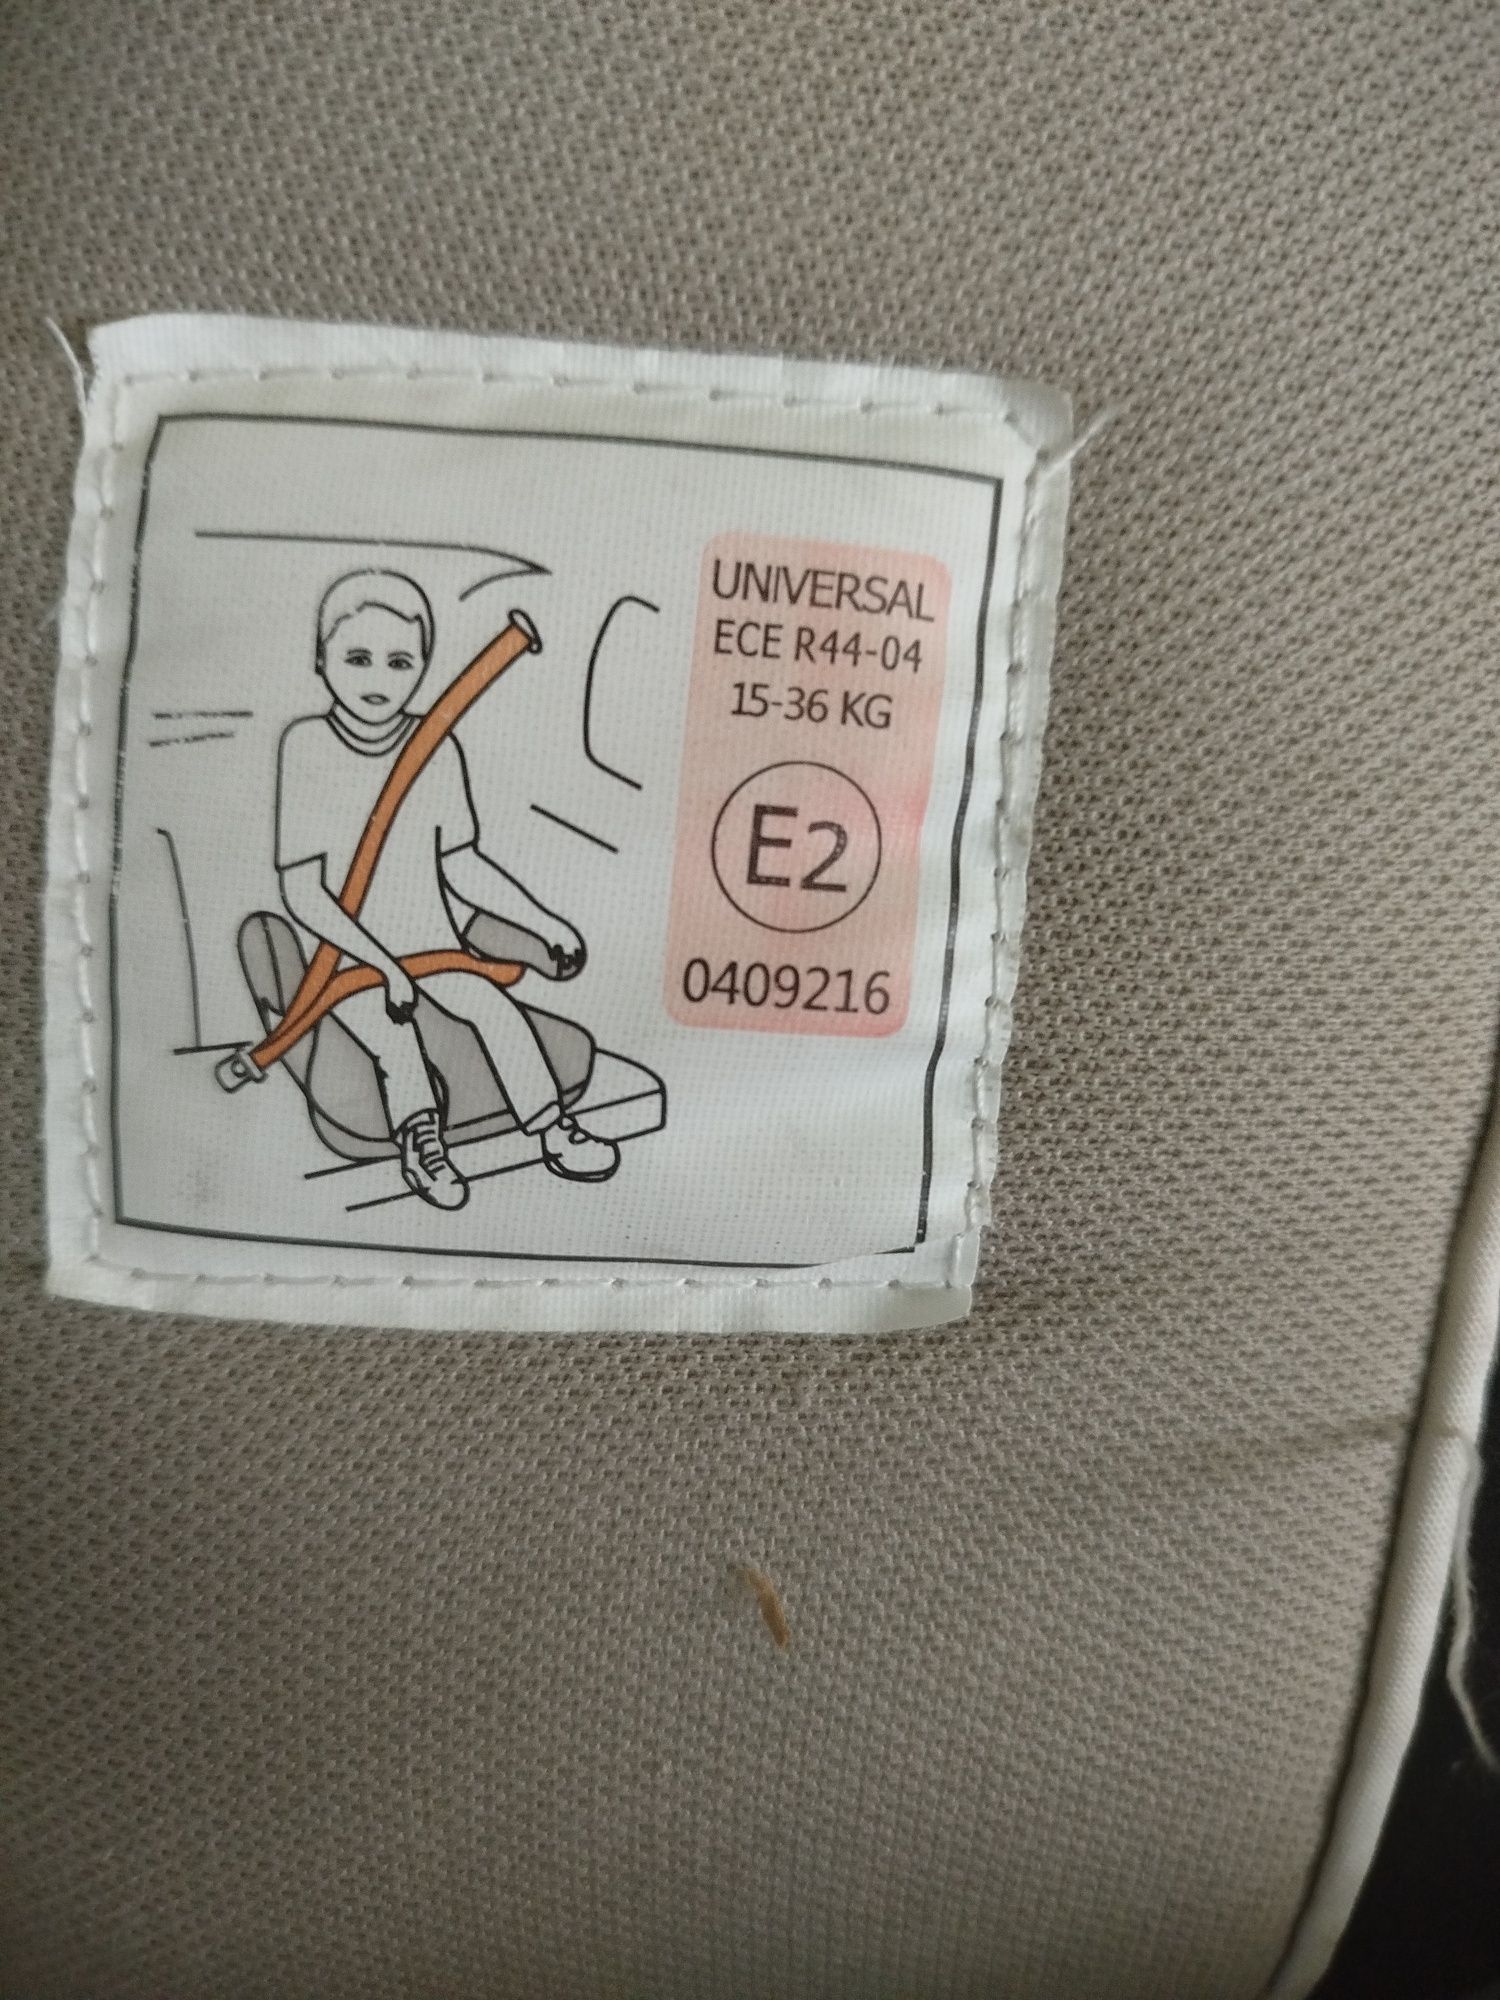 UNIVERSAL
ECE R44-04
15-36 KG
E2
0409216